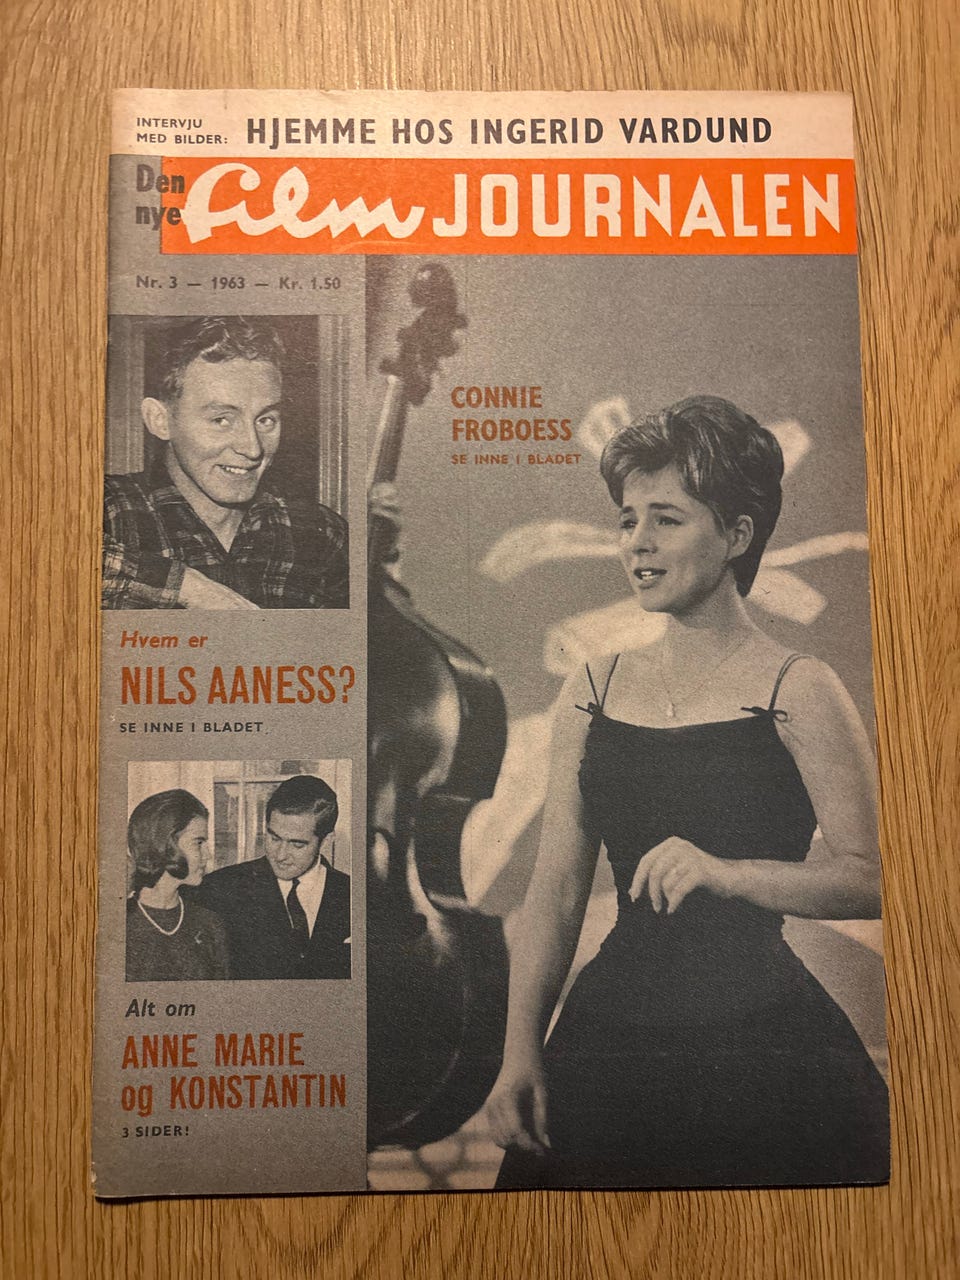 INTERVJU
MED BILDER:
HJEMME HOS INGERID VARDUND
Den
nye
film JOURNALEN
Nr. 3 — 1963 — Kr. 1.50
CONNIE
FROBOESS
SE INNE I BLADET
Hvem er
NILS AANESS?
SE INNE I BLADET
Alt om
ANNE MARIE
og KONSTANTIN
3 SIDER!